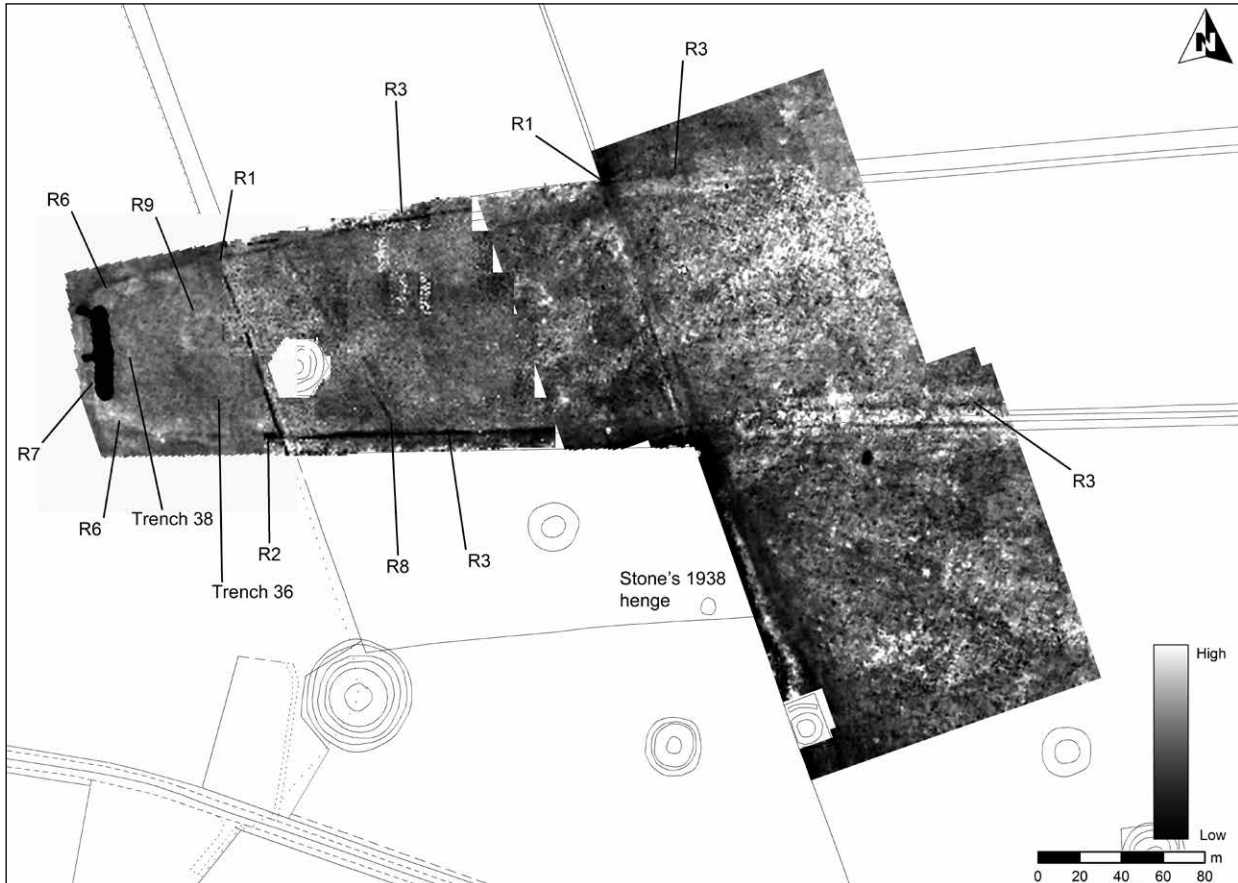 N
R3
R3
R1
R1
R9
R6
R7
R6
Trench 38
R2
Trench 36
R8
R3
R3
Stone's 1938
henge
High
Low
m
0 20 40 60 80